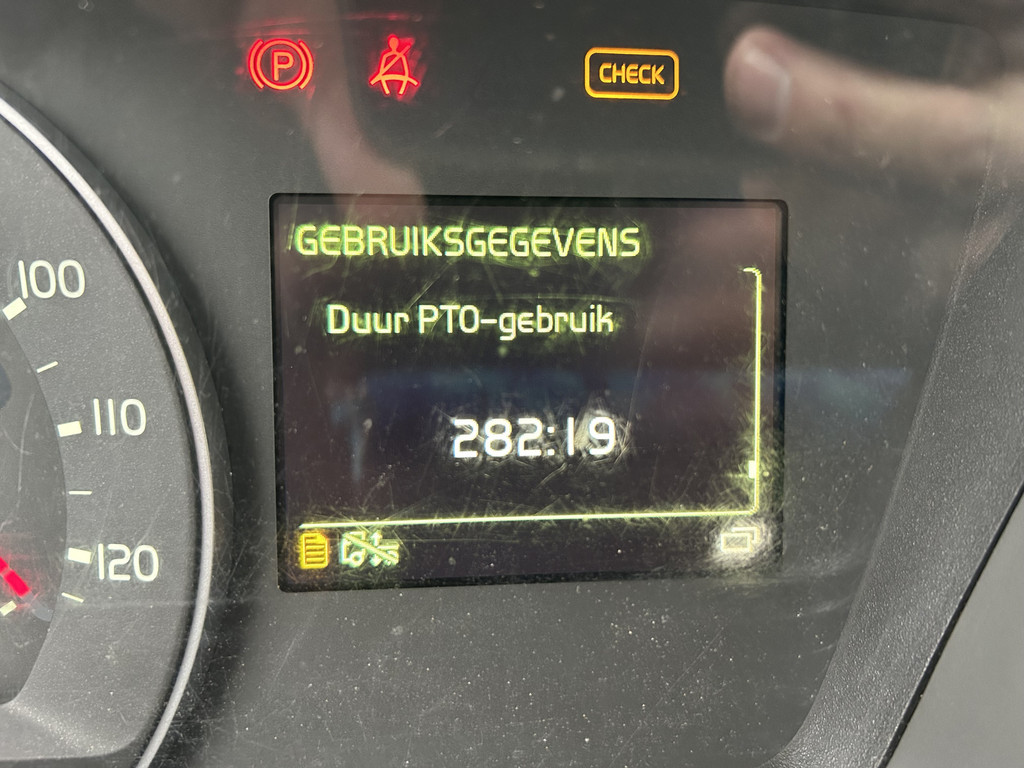 P
CHECK
GEBRUIKSGEGEVENS
Duur PTO-gebruik
282:19
100
110
120